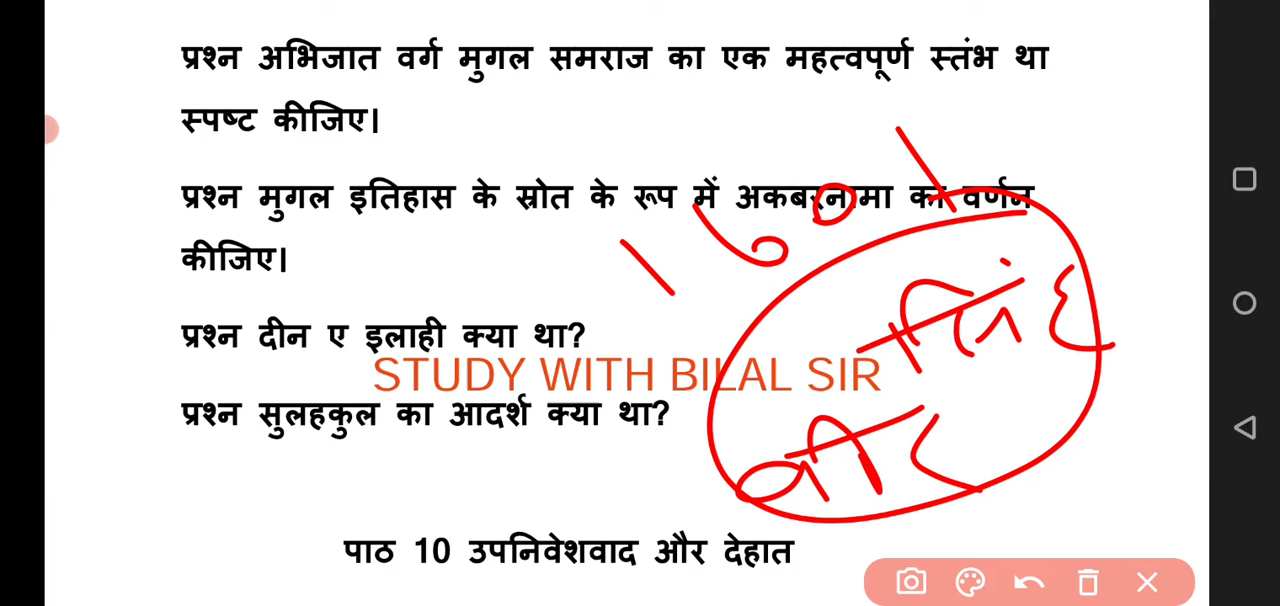 प्रश्न अभिजात वर्ग मुगल समराज का एक महत्वपूर्ण स्तंभ था
स्पष्ट कीजिए।
प्रश्न मुगल इतिहास के स्रोत के रूप में अकबरनामा का वर्णन
कीजिए।
1601
प्रश्न दीन ए इलाही क्या था?
सिंह
STUDY WITH BILAL SIR
प्रश्न सुलहकुल का आदर्श क्या था?
वीर
पाठ 10 उपनिवेशवाद और देहात